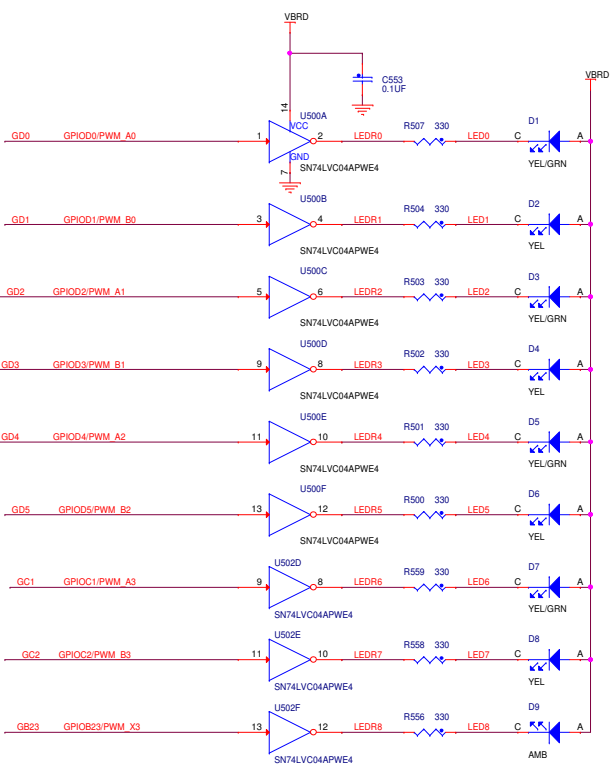 VBRD
C553
0.1UF
VBRD
14
U500A
VCC
R507 330
D1
GD0 GPIOD0/PWM_A0 1 2 LEDR0 LED0 C A
GND
SN74LVC04APWE4
YEL/GRN
7
U500B
R504 330
D2
GD1 GPIOD1/PWM_B0 3 4 LEDR1 LED1 C A
SN74LVC04APWE4
YEL
U500C
R503 330
D3
GD2 GPIOD2/PWM_A1 5 6 LEDR2 LED2 C A
SN74LVC04APWE4
YEL/GRN
U500D
R502 330
D4
GD3 GPIOD3/PWM_B1 9 8 LEDR3 LED3 C A
SN74LVC04APWE4
YEL
U500E
R501 330
D5
GD4 GPIOD4/PWM_A2 11 10 LEDR4 LED4 C A
SN74LVC04APWE4
YEL/GRN
U500F
R500 330
D6
GD5 GPIOD5/PWM_B2 13 12 LEDR5 LED5 C A
SN74LVC04APWE4
YEL
U502D
R559 330
D7
GC1 GPIOC1/PWM_A3 9 8 LEDR6 LED6 C A
SN74LVC04APWE4
YEL/GRN
U502E
R558 330
D8
GC2 GPIOC2/PWM_B3 11 10 LEDR7 LED7 C A
SN74LVC04APWE4
YEL
U502F
R556 330
D9
GB23 GPIOB23/PWM_X3 13 12 LEDR8 LED8 C A
SN74LVC04APWE4
AMB